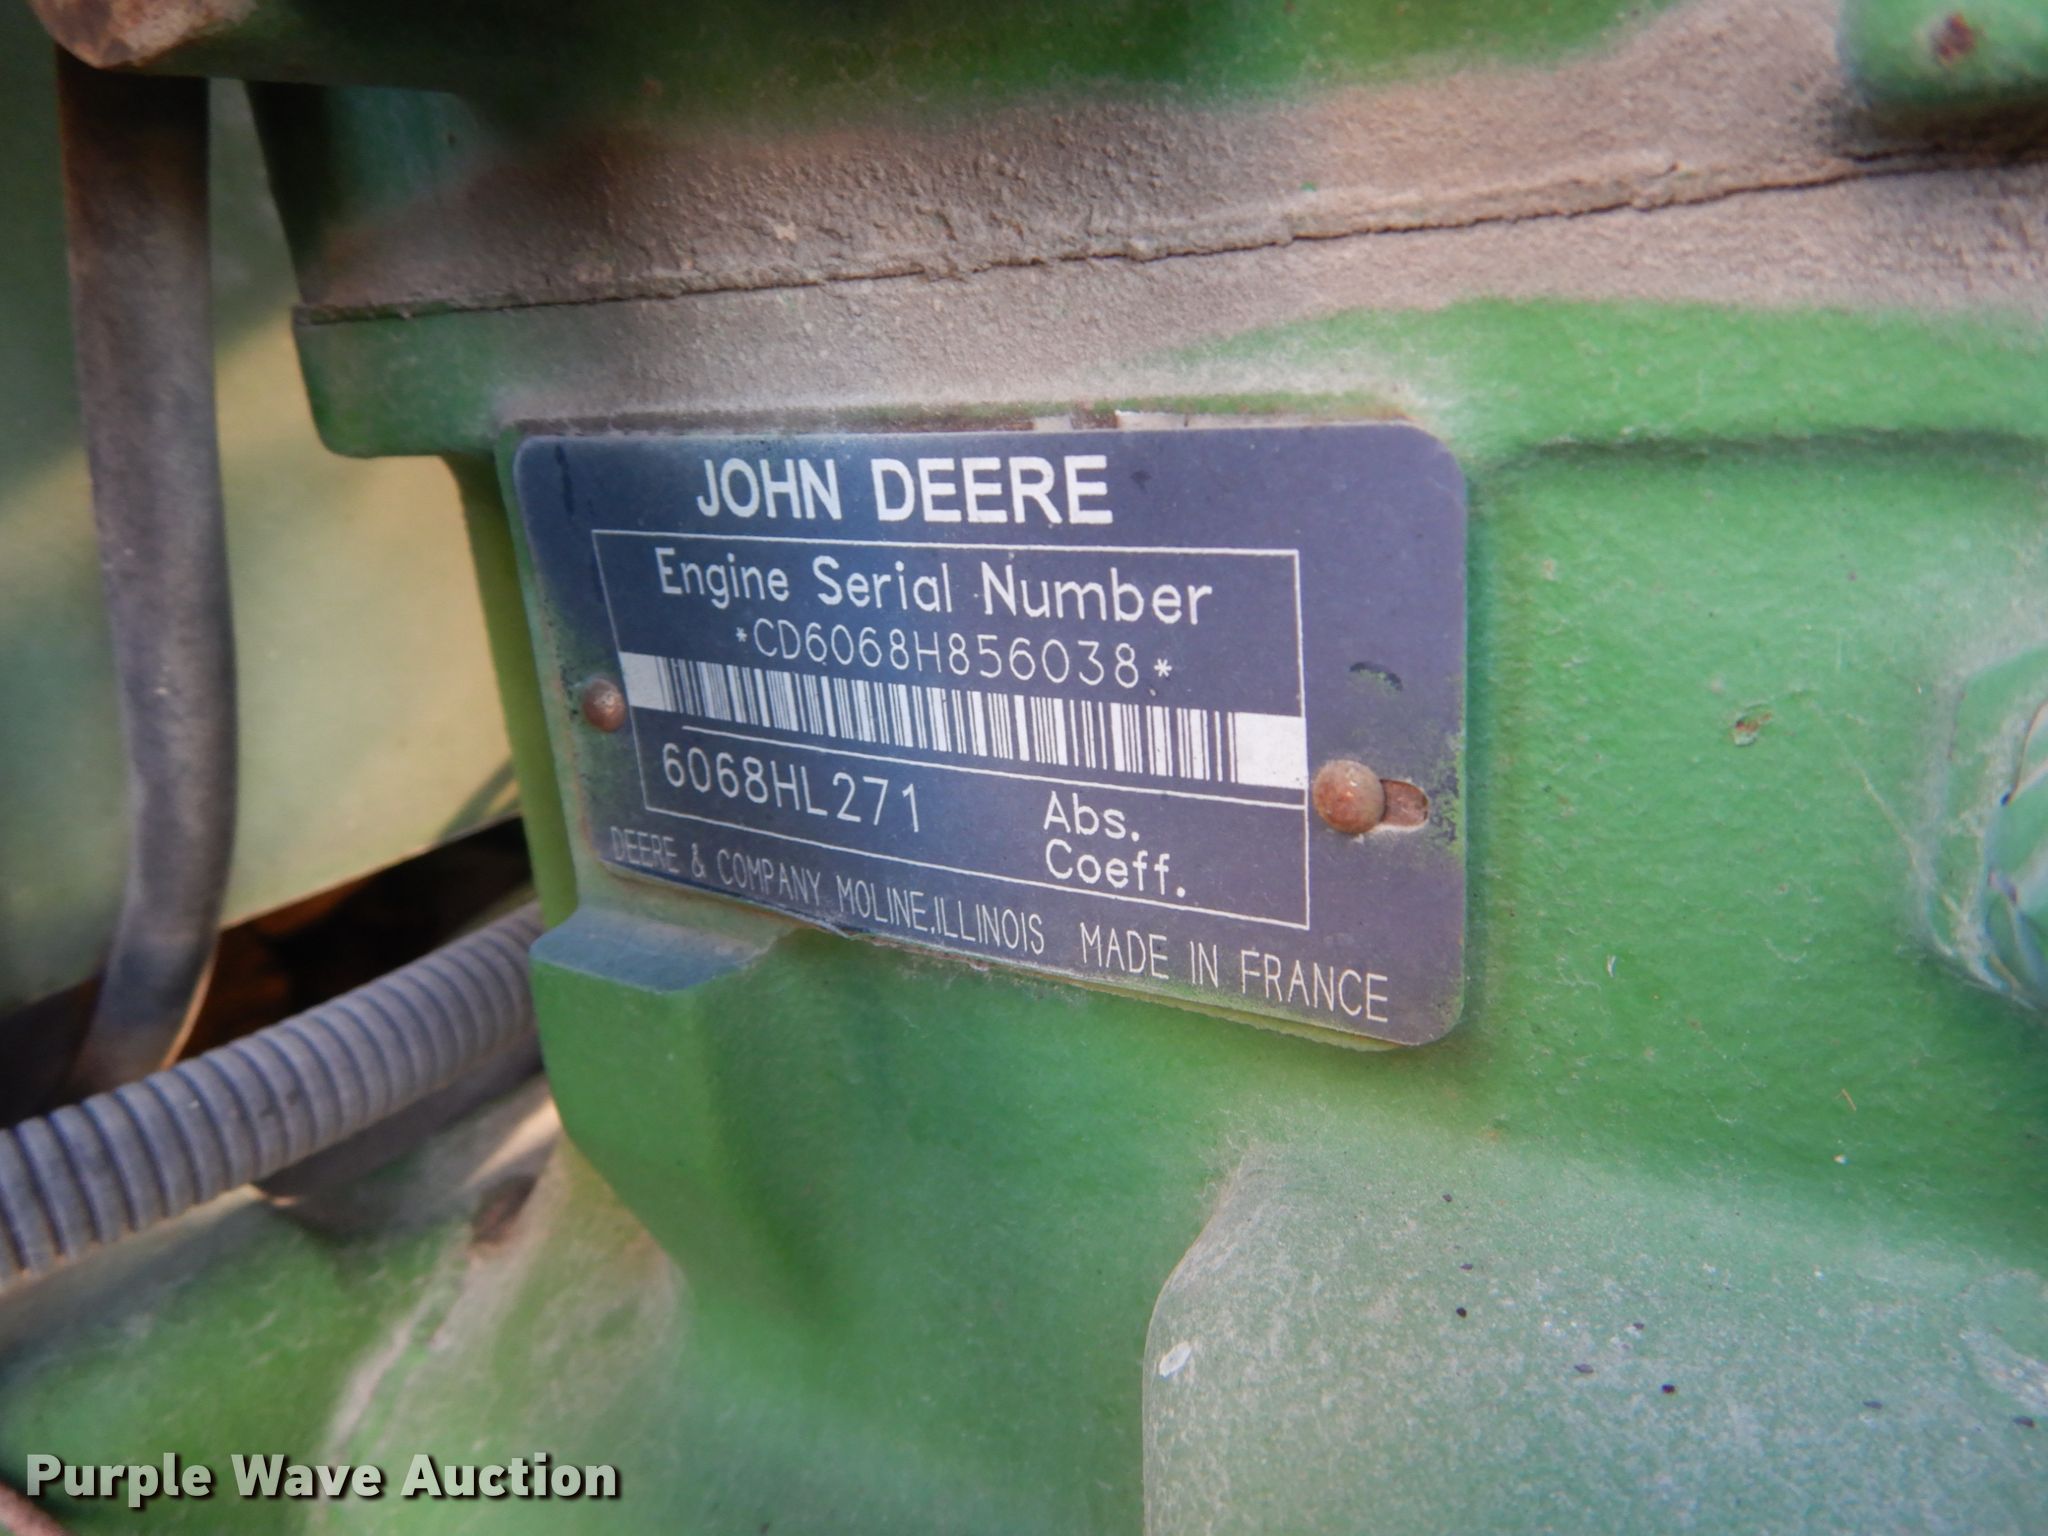 JOHN DEERE
Engine Serial Number
*CD6068H856038*
6068HL271
Abs.
Coeff.
DEERE & COMPANY MOLINE,ILLINOIS MADE IN FRANCE
Purple Wave Auction